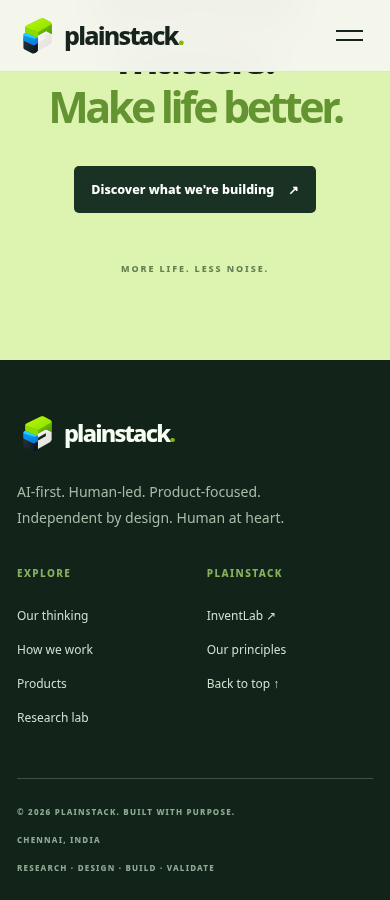 plainstack.
Make life better.
Discover what we're building ↗
MORE LIFE. LESS NOISE.
plainstack.
AI-first. Human-led. Product-focused.
Independent by design. Human at heart.
EXPLORE
Our thinking
How we work
Products
Research lab
PLAINSTACK
InventLab ↗
Our principles
Back to top ↑
© 2026 PLAINSTACK. BUILT WITH PURPOSE.
CHENNAI, INDIA
RESEARCH · DESIGN · BUILD · VALIDATE